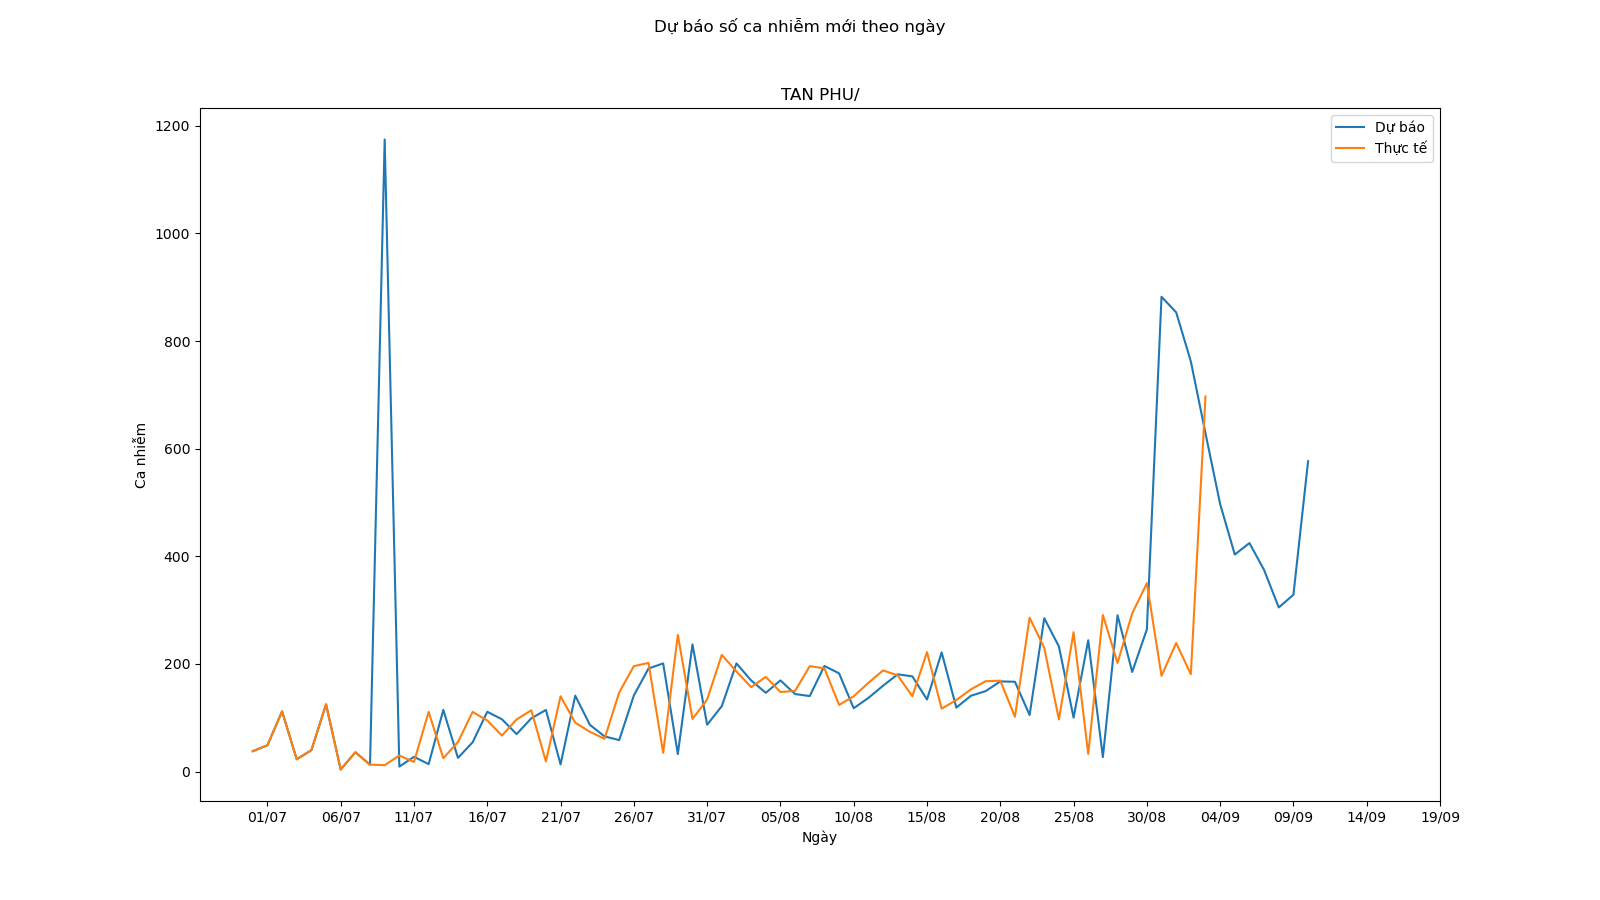 Dự báo số ca nhiễm mới theo ngày
TAN PHU/
Dự báo
Thực tế
1200
1000
800
600
400
200
0
Ca nhiễm
01/07 06/07 11/07 16/07 21/07 26/07 31/07 05/08 10/08 15/08 20/08 25/08 30/08 04/09 09/09 14/09 19/09
Ngày